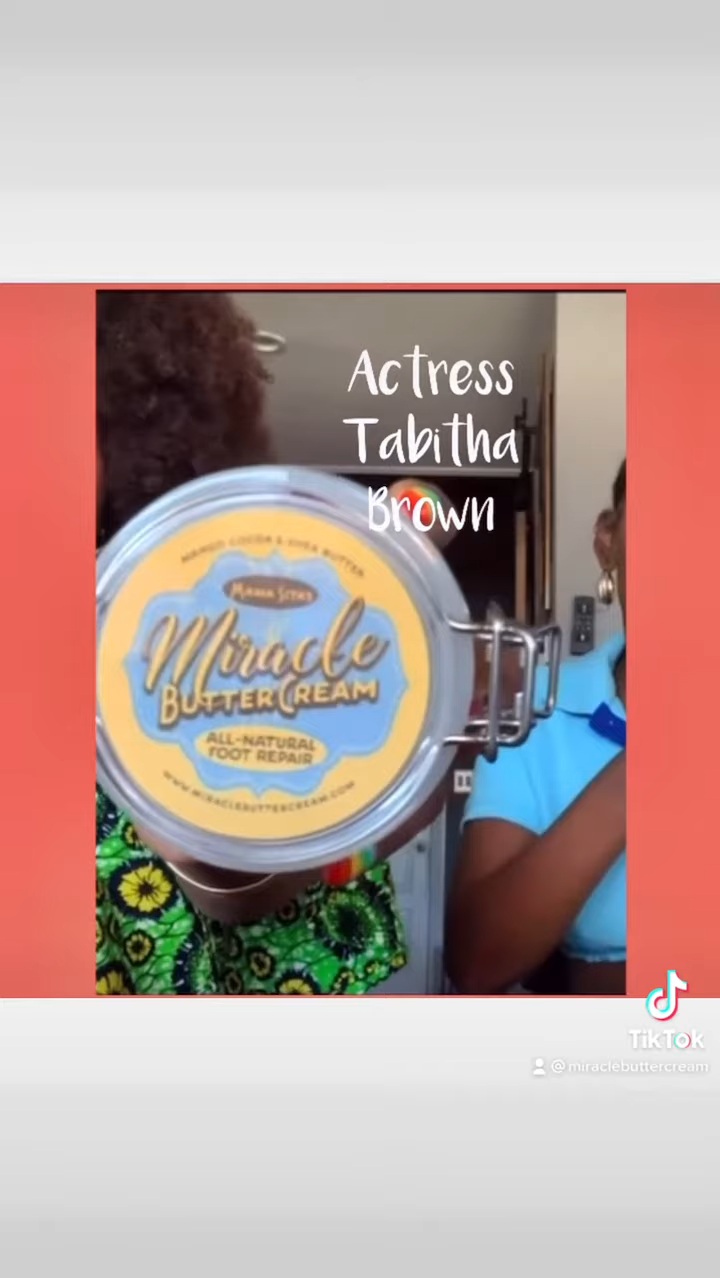 Actress
Tabitha
Brown
MANGO COCOA & SHEA BUTTER
MAMA SETH'S
Miracle
BUTTERCREAM
ALL-NATURAL
FOOT REPAIR
WWW.MIRACLEBUTTERCREAM.COM
TikTok
@miraclebuttercream